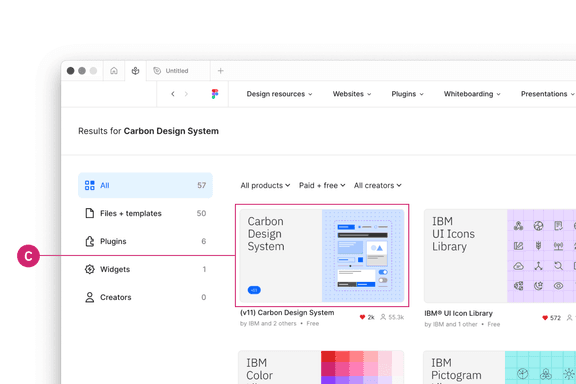 Untitled
Design resources
Websites
Plugins
Whiteboarding
Presentations
Results for Carbon Design System
All 57
Files + templates 50
Plugins 6
Widgets 1
Creators 0
C
All products
Paid + free
All creators
Carbon
Design
System
v11
(v11) Carbon Design System
2k 55.3k
by IBM and 2 others • Free
IBM
UI Icons
Library
IBM® UI Icon Library
572
by IBM and 1 other • Free
IBM
Color
IBM
Pictogram